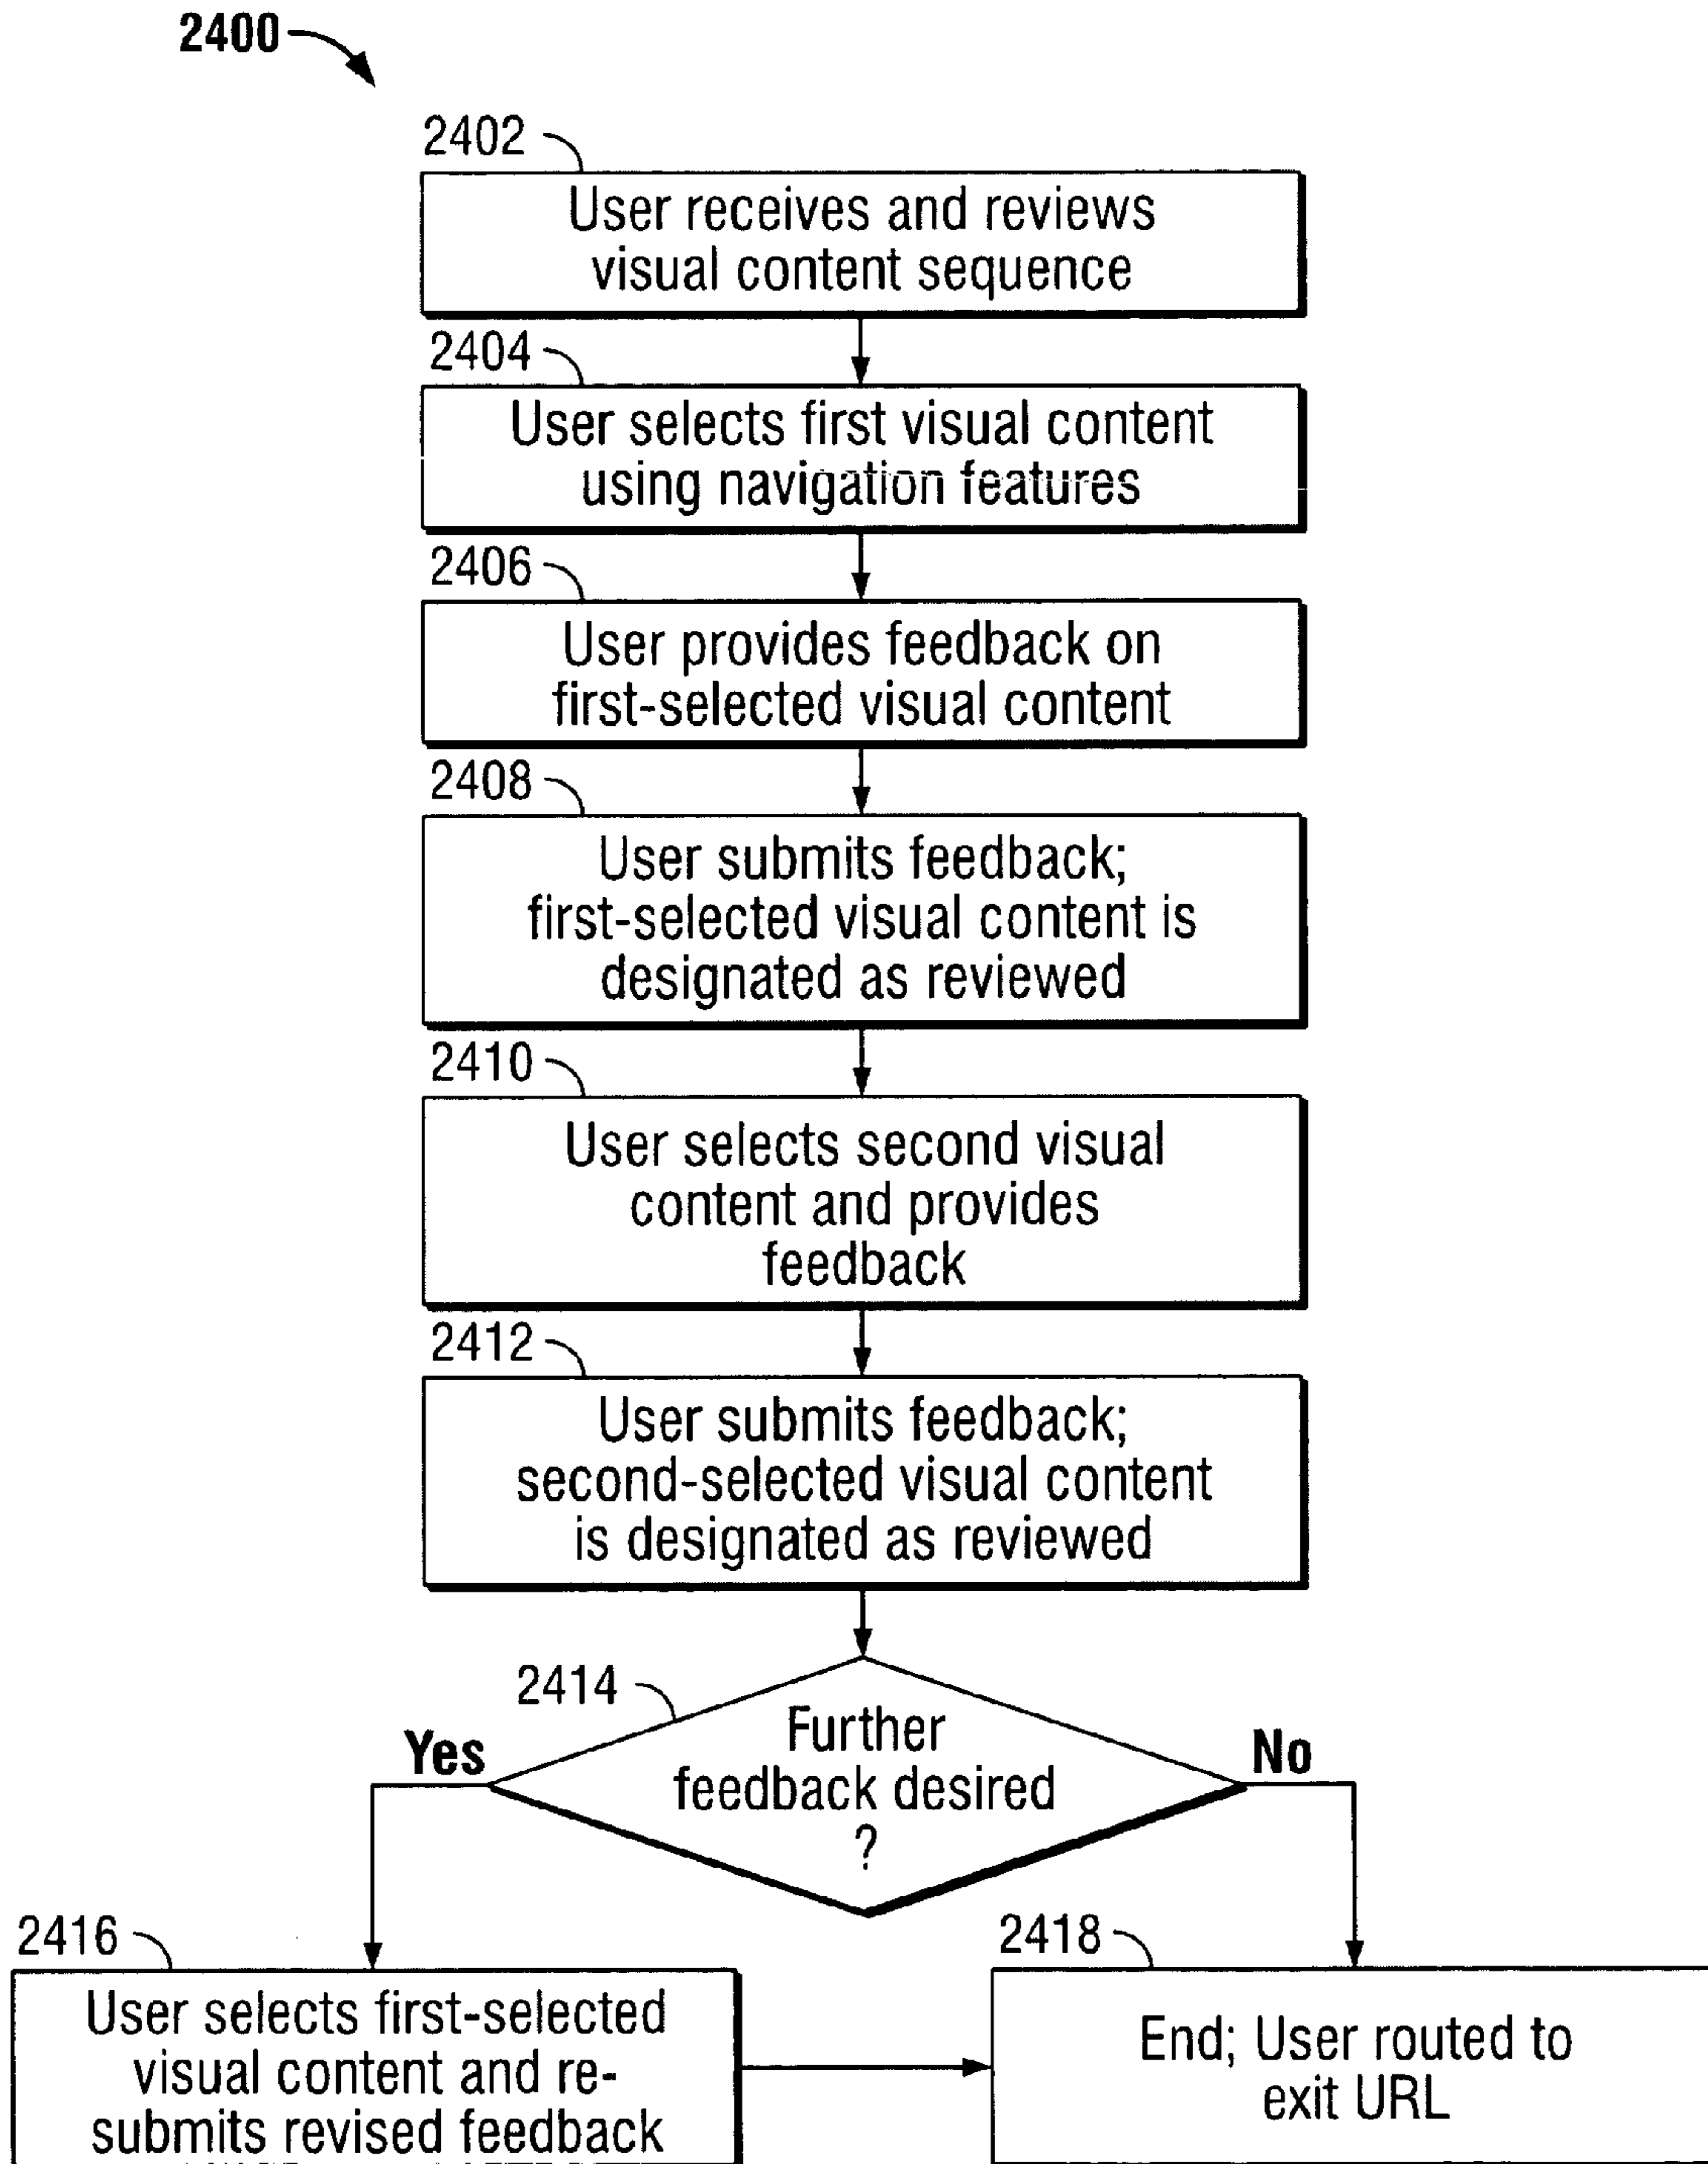 2400
2402
User receives and reviews
visual content sequence
2404
User selects first visual content
using navigation features
2406
User provides feedback on
first-selected visual content
2408
User submits feedback;
first-selected visual content is
designated as reviewed
2410
User selects second visual
content and provides
feedback
2412
User submits feedback;
second-selected visual content
is designated as reviewed
2414
Further
feedback desired
?
Yes
No
2416
User selects first-selected
visual content and re-
submits revised feedback
2418
End; User routed to
exit URL